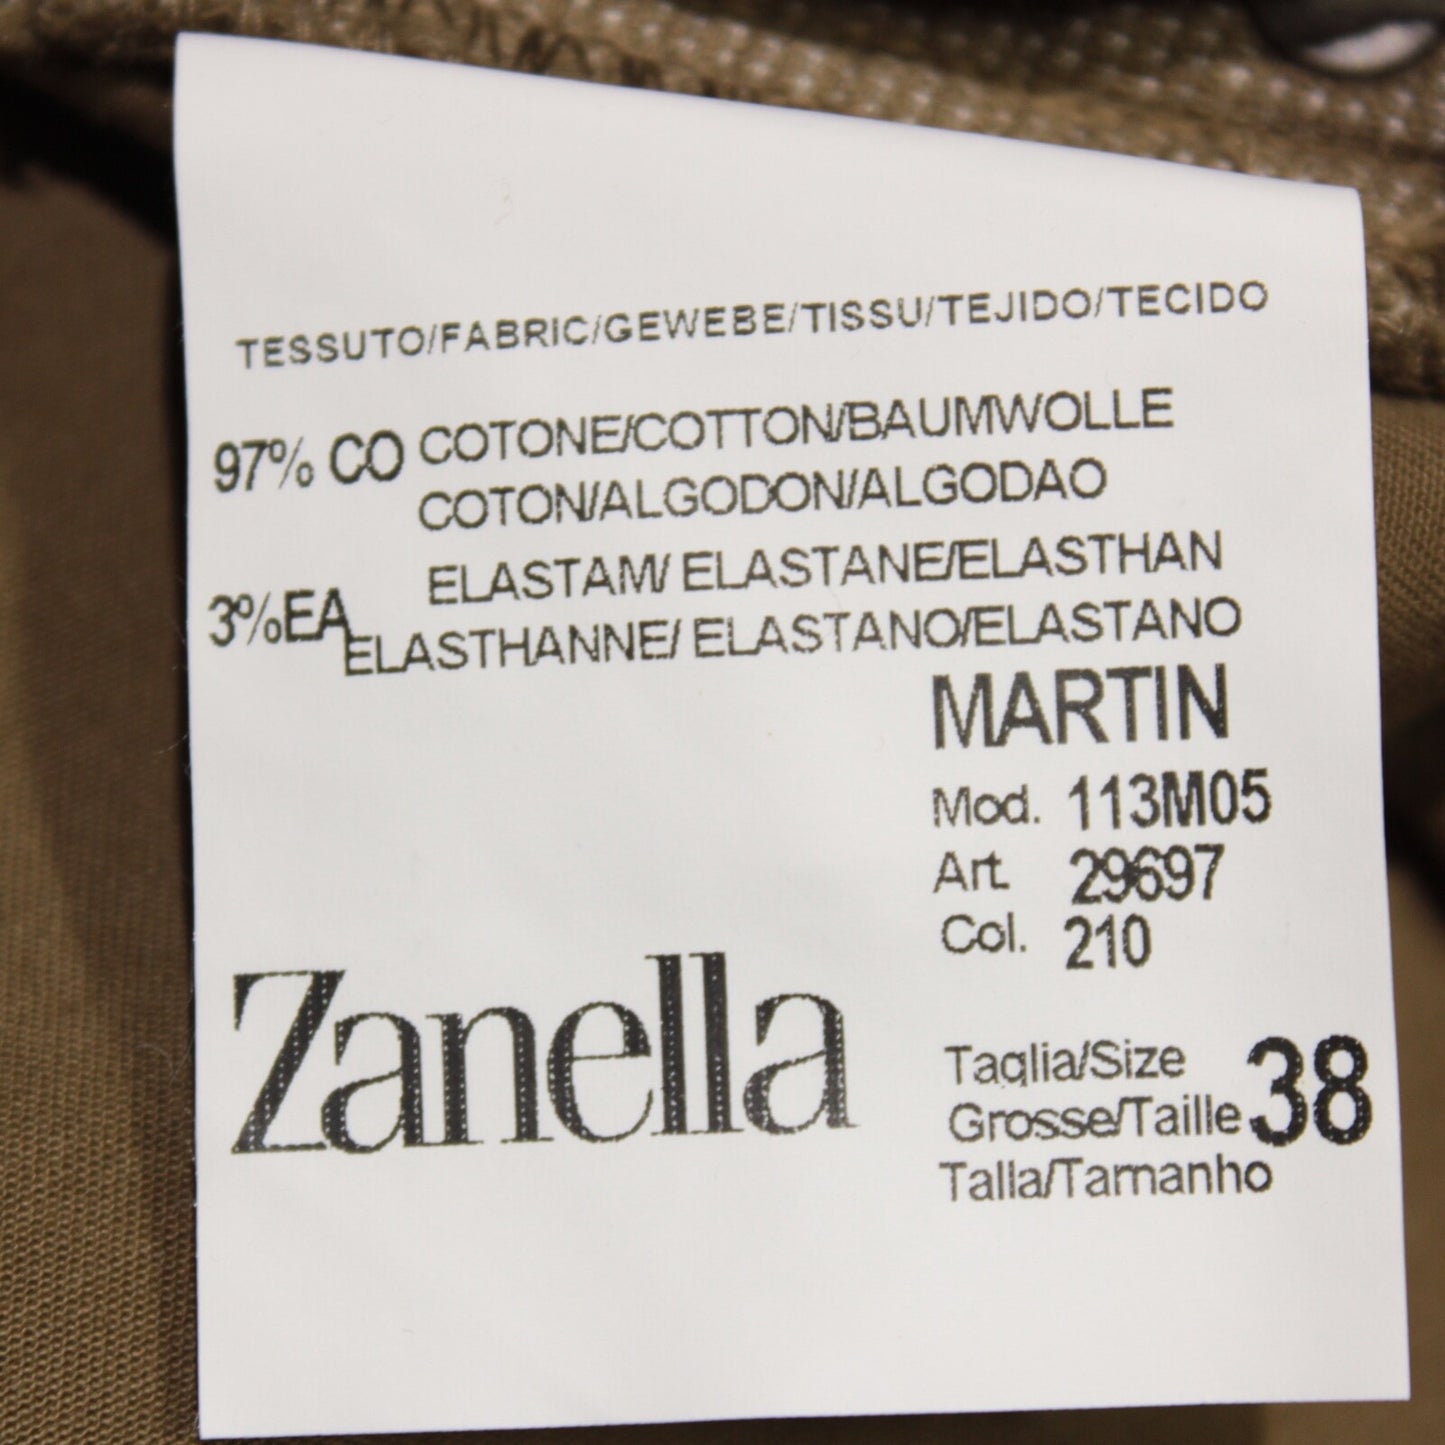 TESSUTO/FABRIC/GEWEBE/TISSU/TEJIDO/TECIDO
97% CO COTONE/COTTON/BAUMWOLLE
COTON/ALGODON/ALGODAO
3%EA ELASTAM/ ELASTANE/ELASTHAN
ELASTHANNE/ ELASTANO/ELASTANO
MARTIN
Mod. 113M05
Art. 29697
Col. 210
Zanella
Taglia/Size
Grosse/Taille 38
Talla/Tamanho